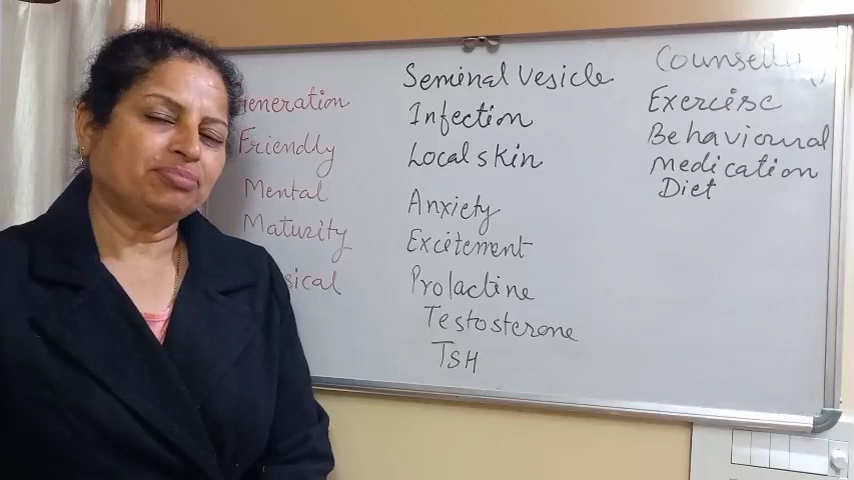 Friendly
Mental
Maturity
Seminal Vesicle
Infection
Local skin
Anxiety
Excitement
Prolactine
Testosterone
TSH
Exercise
Behavioural
Medication
Diet